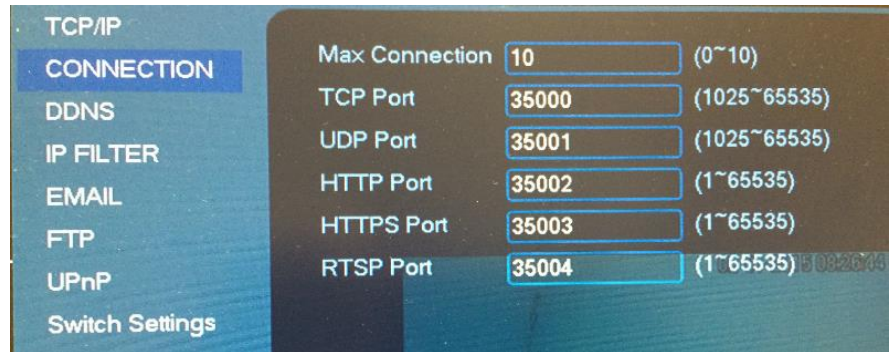 TCP/IP
CONNECTION
DDNS
IP FILTER
EMAIL
FTP
UPnP
Switch Settings
Max Connection 10 (0~10)
TCP Port 35000 (1025~65535)
UDP Port 35001 (1025~65535)
HTTP Port 35002 (1~65535)
HTTPS Port 35003 (1~65535)
RTSP Port 35004 (1~65535)